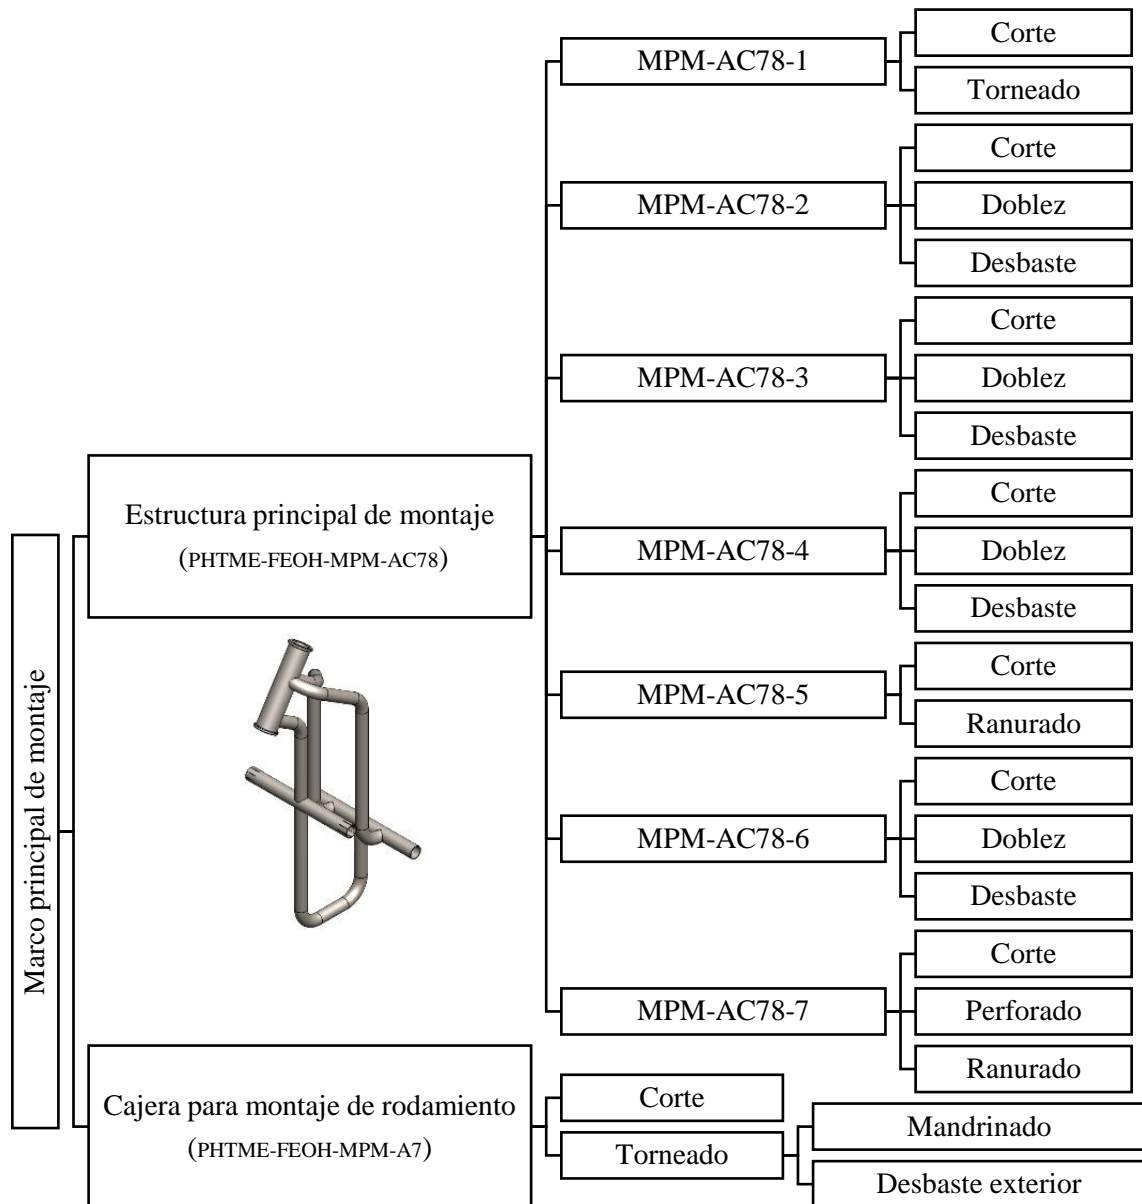 Marco principal de montaje
Estructura principal de montaje
(PHTME-FEOH-MPM-AC78)
MPM-AC78-1
Corte
Torneado
MPM-AC78-2
Corte
Doblez
Desbaste
MPM-AC78-3
Corte
Doblez
Desbaste
MPM-AC78-4
Corte
Doblez
Desbaste
MPM-AC78-5
Corte
Ranurado
MPM-AC78-6
Corte
Doblez
Desbaste
MPM-AC78-7
Corte
Perforado
Ranurado
Cajera para montaje de rodamiento
(PHTME-FEOH-MPM-A7)
Corte
Torneado
Mandrinado
Desbaste exterior